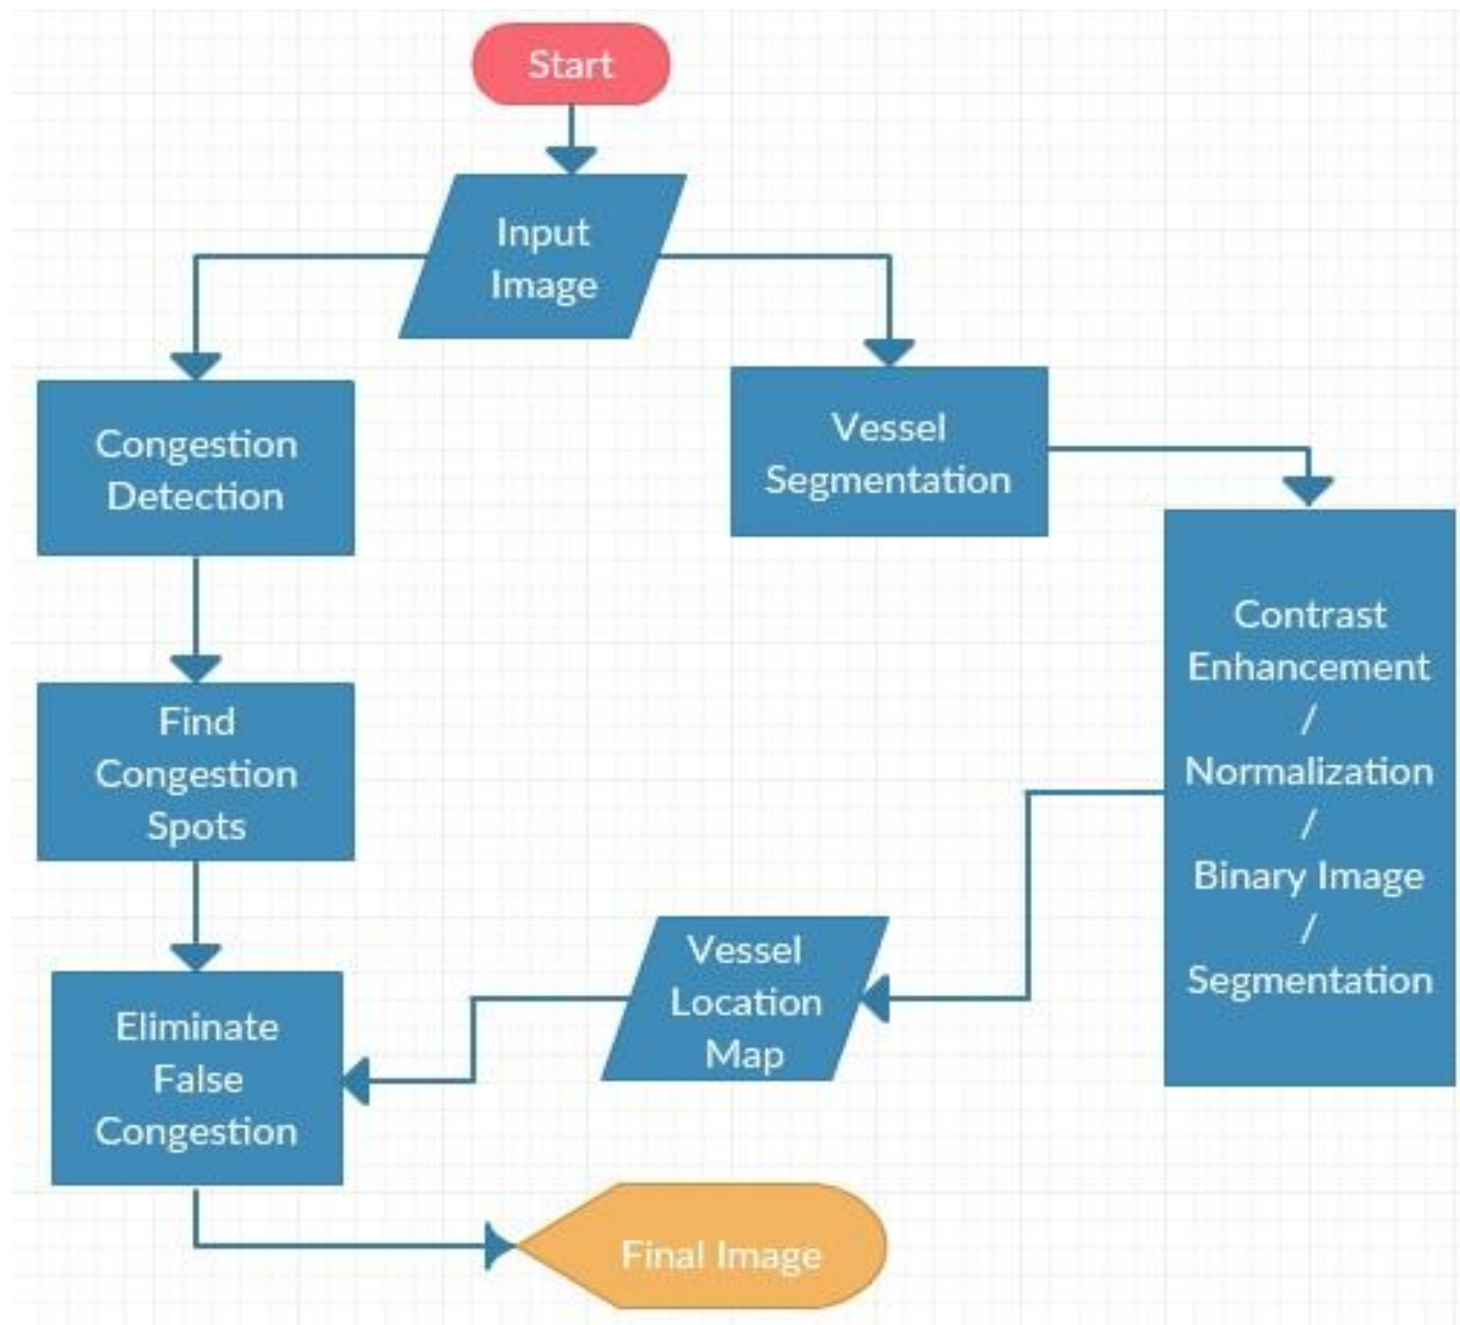 Start
Input
Image
Congestion
Detection
Vessel
Segmentation
Find
Congestion
Spots
Contrast
Enhancement
/
Normalization
/
Binary Image
/
Segmentation
Vessel
Location
Map
Eliminate
False
Congestion
Final Image